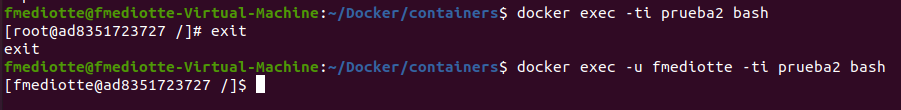 fmediotte@fmediotte-Virtual-Machine:~/Docker/containers$ docker exec -ti prueba2 bash
[root@ad8351723727 /]# exit
exit
fmediotte@fmediotte-Virtual-Machine:~/Docker/containers$ docker exec -u fmediotte -ti prueba2 bash
[fmediotte@ad8351723727 /]$